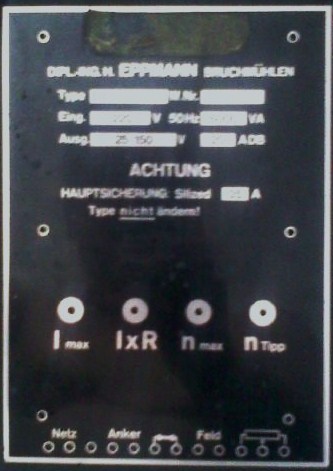 DIPL.-ING. H. EPPMANN BRUCHMÜHLEN
Type W.Nr.
Eing. V 50Hz VA
Ausg. 25-150 V ADB
ACHTUNG
HAUPTSICHERUNG: Silized A
Type nicht ändern!
I max I x R n max n Tipp
Netz Anker Feld